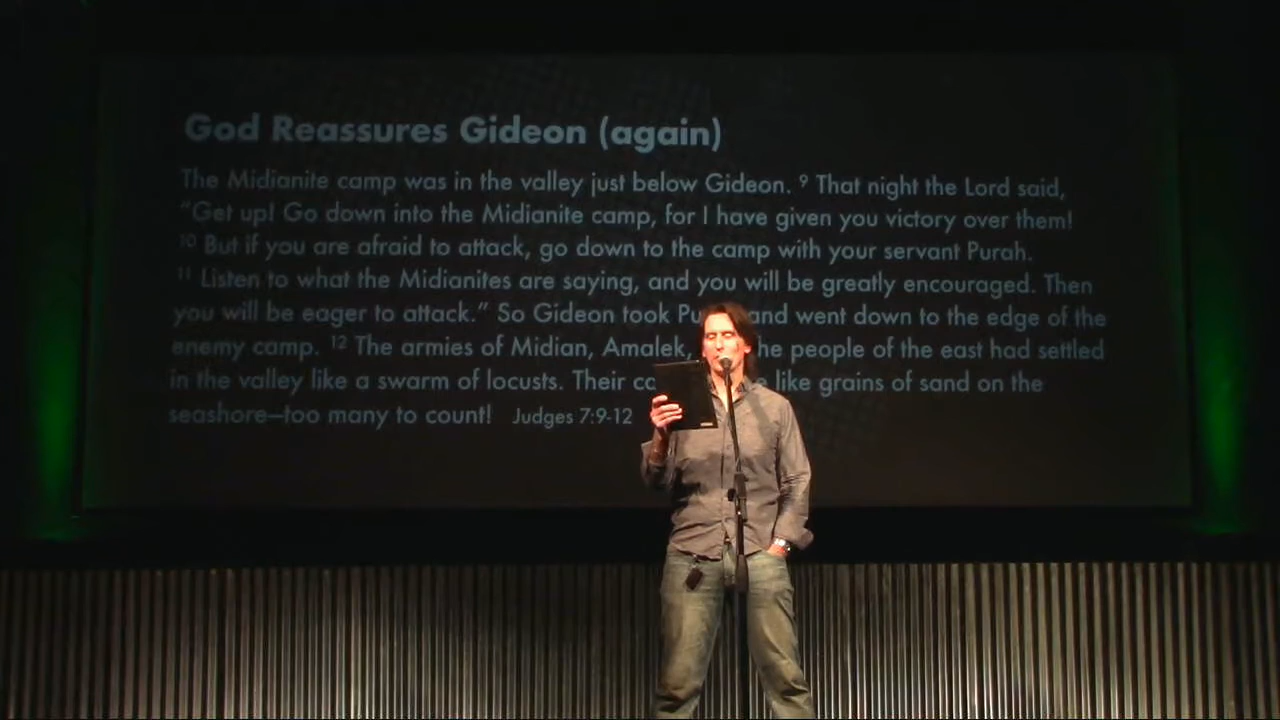 God Reassures Gideon (again)
The Midianite camp was in the valley just below Gideon. 9 That night the Lord said,
“Get up! Go down into the Midianite camp, for I have given you victory over them!
10 But if you are afraid to attack, go down to the camp with your servant Purah.
11 Listen to what the Midianites are saying, and you will be greatly encouraged. Then
you will be eager to attack.” So Gideon took Pu and went down to the edge of the
enemy camp. 12 The armies of Midian, Amalek, he people of the east had settled
in the valley like a swarm of locusts. Their ca e like grains of sand on the
seashore—too many to count! Judges 7:9-12